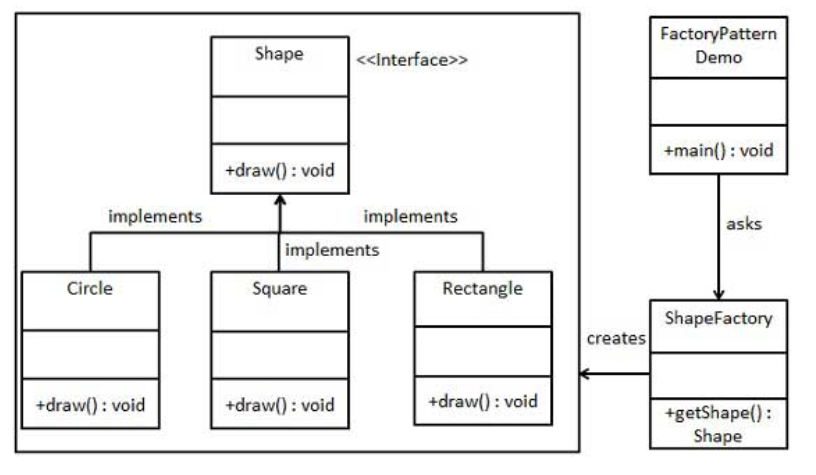 Shape
<<Interface>>
+draw() : void
FactoryPattern
Demo
+main() : void
implements
implements
implements
asks
Circle
+draw() : void
Square
+draw() : void
Rectangle
+draw() : void
creates
ShapeFactory
+getShape() :
Shape